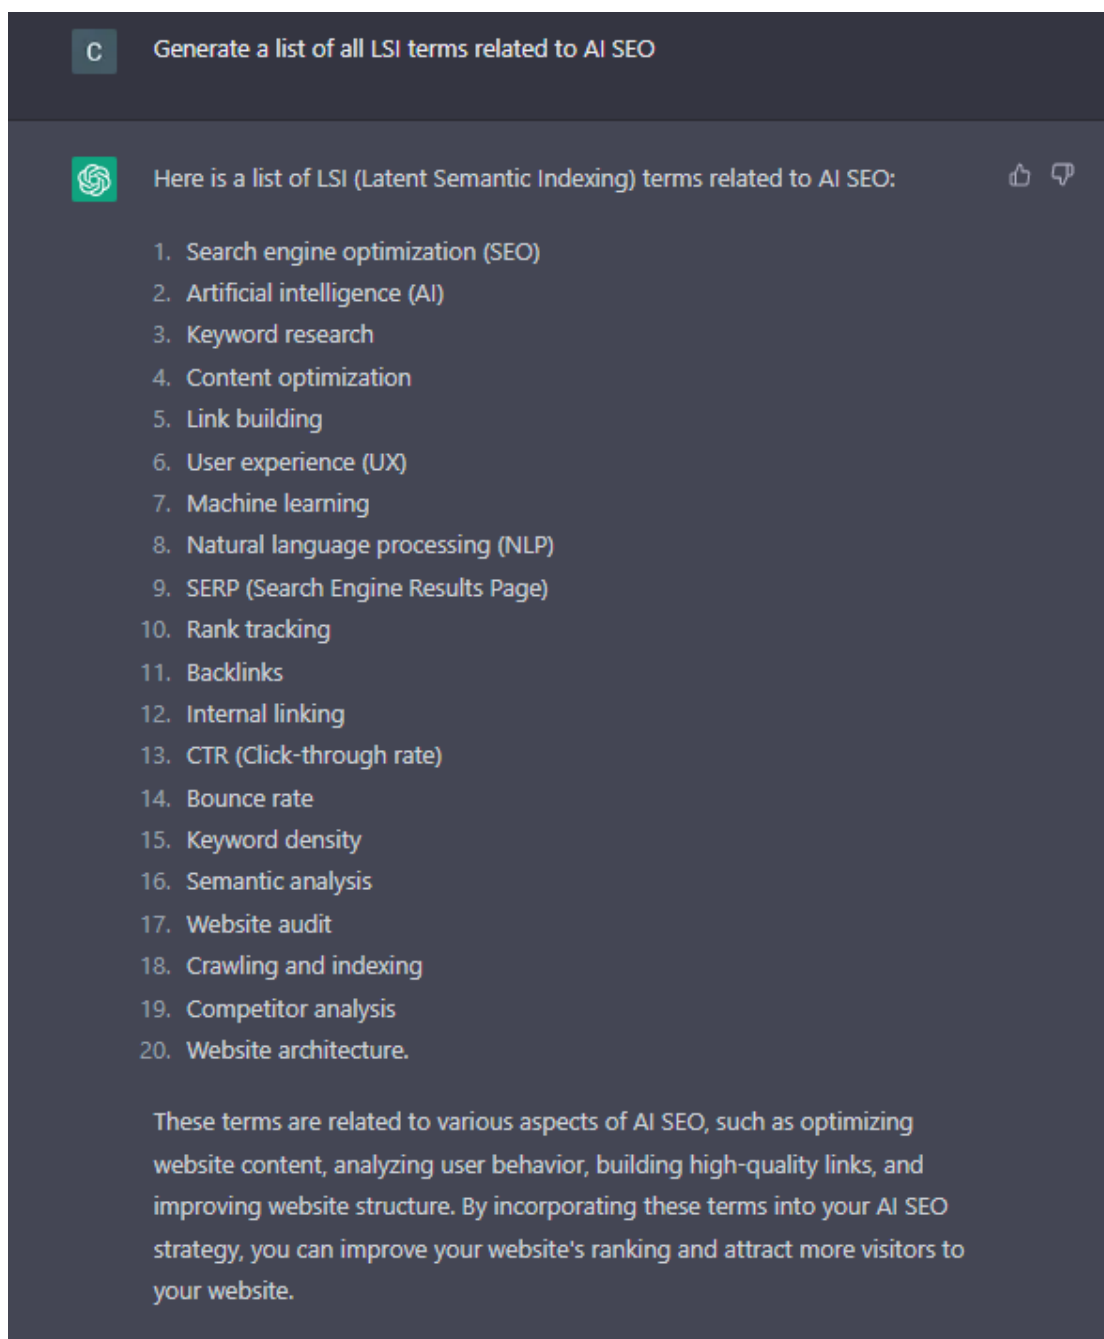 C
Generate a list of all LSI terms related to AI SEO
Here is a list of LSI (Latent Semantic Indexing) terms related to AI SEO:
1. Search engine optimization (SEO)
2. Artificial intelligence (AI)
3. Keyword research
4. Content optimization
5. Link building
6. User experience (UX)
7. Machine learning
8. Natural language processing (NLP)
9. SERP (Search Engine Results Page)
10. Rank tracking
11. Backlinks
12. Internal linking
13. CTR (Click-through rate)
14. Bounce rate
15. Keyword density
16. Semantic analysis
17. Website audit
18. Crawling and indexing
19. Competitor analysis
20. Website architecture.
These terms are related to various aspects of AI SEO, such as optimizing
website content, analyzing user behavior, building high-quality links, and
improving website structure. By incorporating these terms into your AI SEO
strategy, you can improve your website's ranking and attract more visitors to
your website.